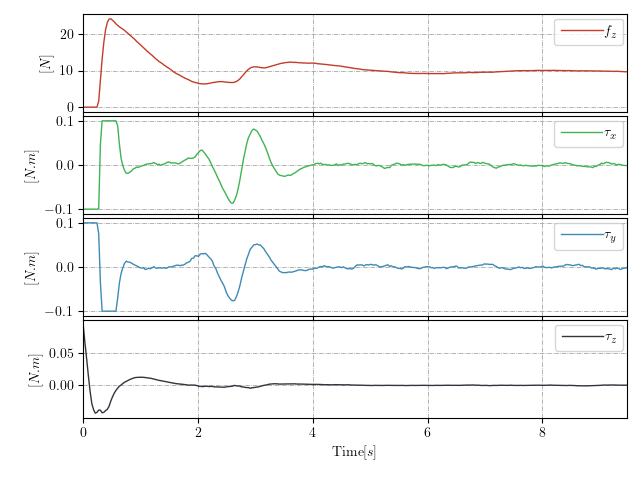 20
10
0
[N]
f_z
0.1
0.0
−0.1
[N.m]
τ_x
0.1
0.0
−0.1
[N.m]
τ_y
0.05
0.00
[N.m]
τ_z
0 2 4 6 8
Time[s]